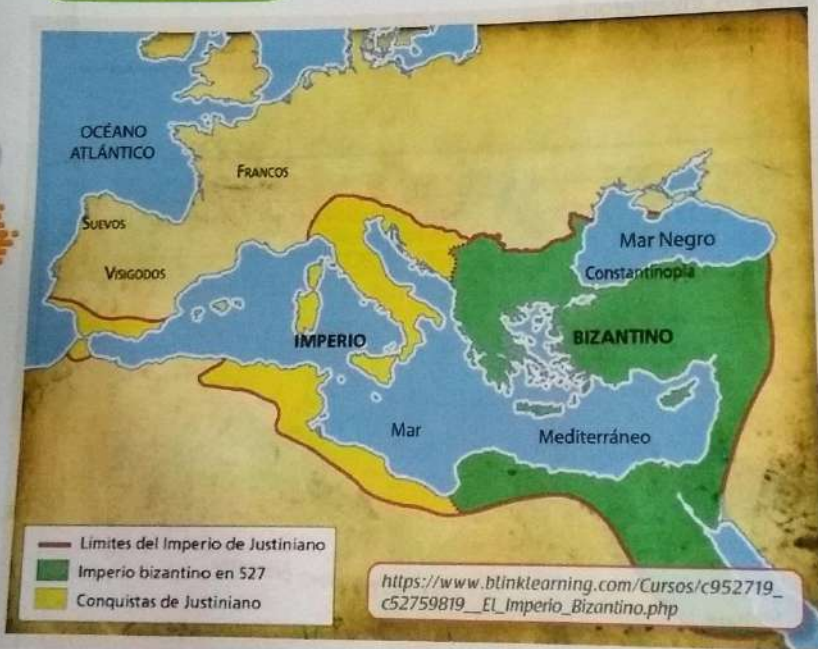 OCÉANO
ATLÁNTICO
FRANCOS
SUEVOS
VISIGODOS
Mar Negro
Constantinopla
IMPERIO
BIZANTINO
Mar
Mediterráneo
Límites del Imperio de Justiniano
Imperio bizantino en 527
Conquistas de Justiniano
https://www.blinklearning.com/Cursos/c952719_
c52759819__El_Imperio_Bizantino.php